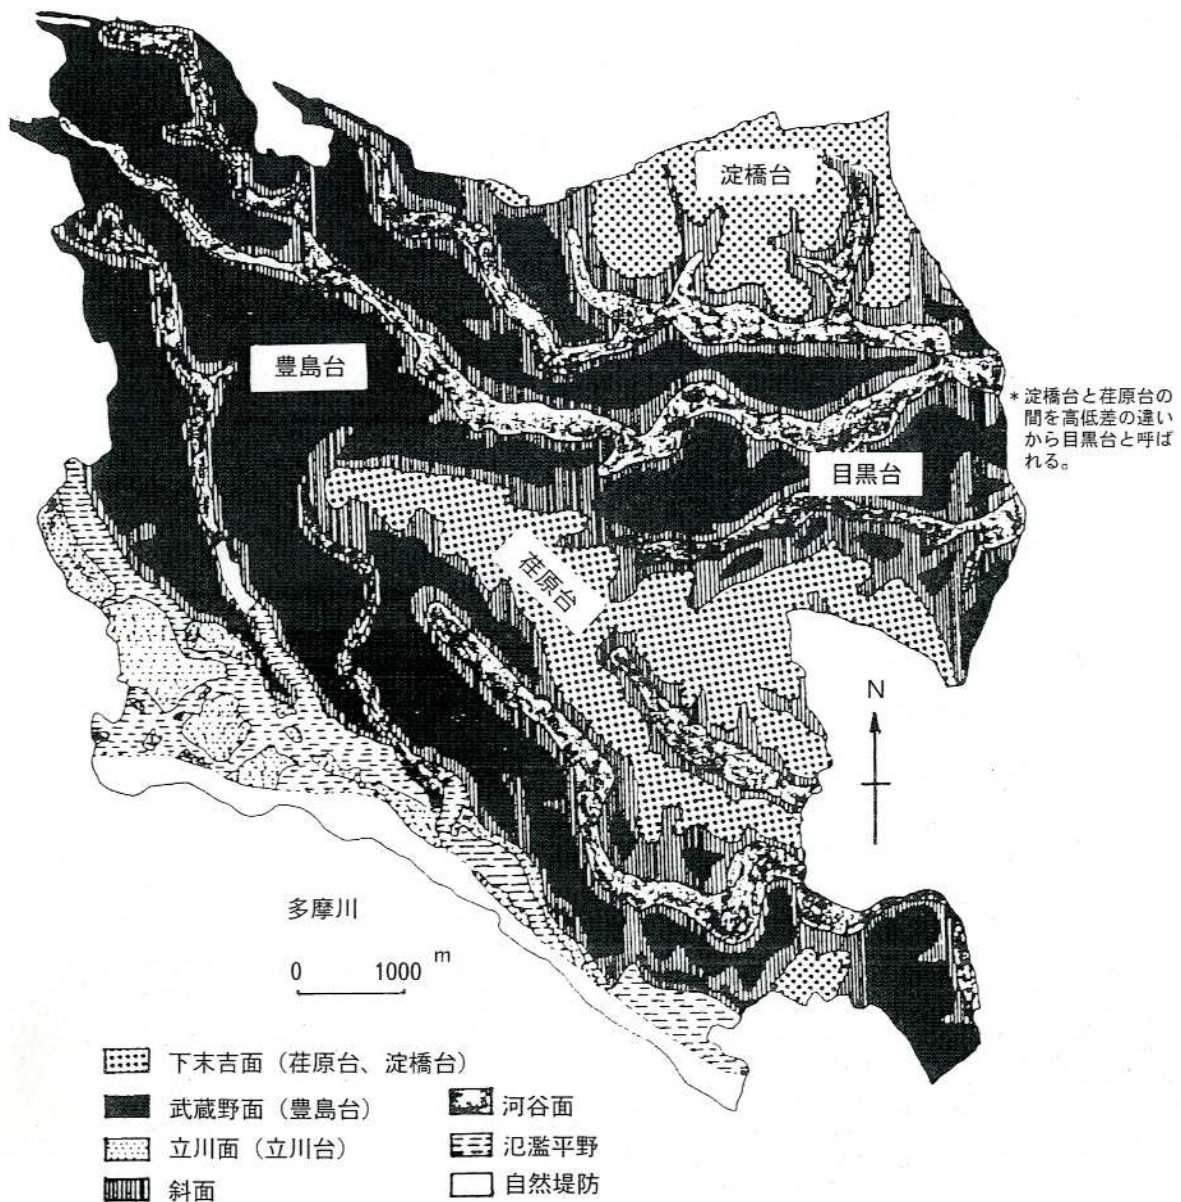 淀橋台
豊島台
*淀橋台と荏原台の
間を高低差の違い
から目黒台と呼ば
れる。
目黒台
荏原台
N
多摩川
0 1000 m
下末吉面(荏原台、淀橋台)
武蔵野面(豊島台)
立川面(立川台)
斜面
河谷面
氾濫平野
自然堤防